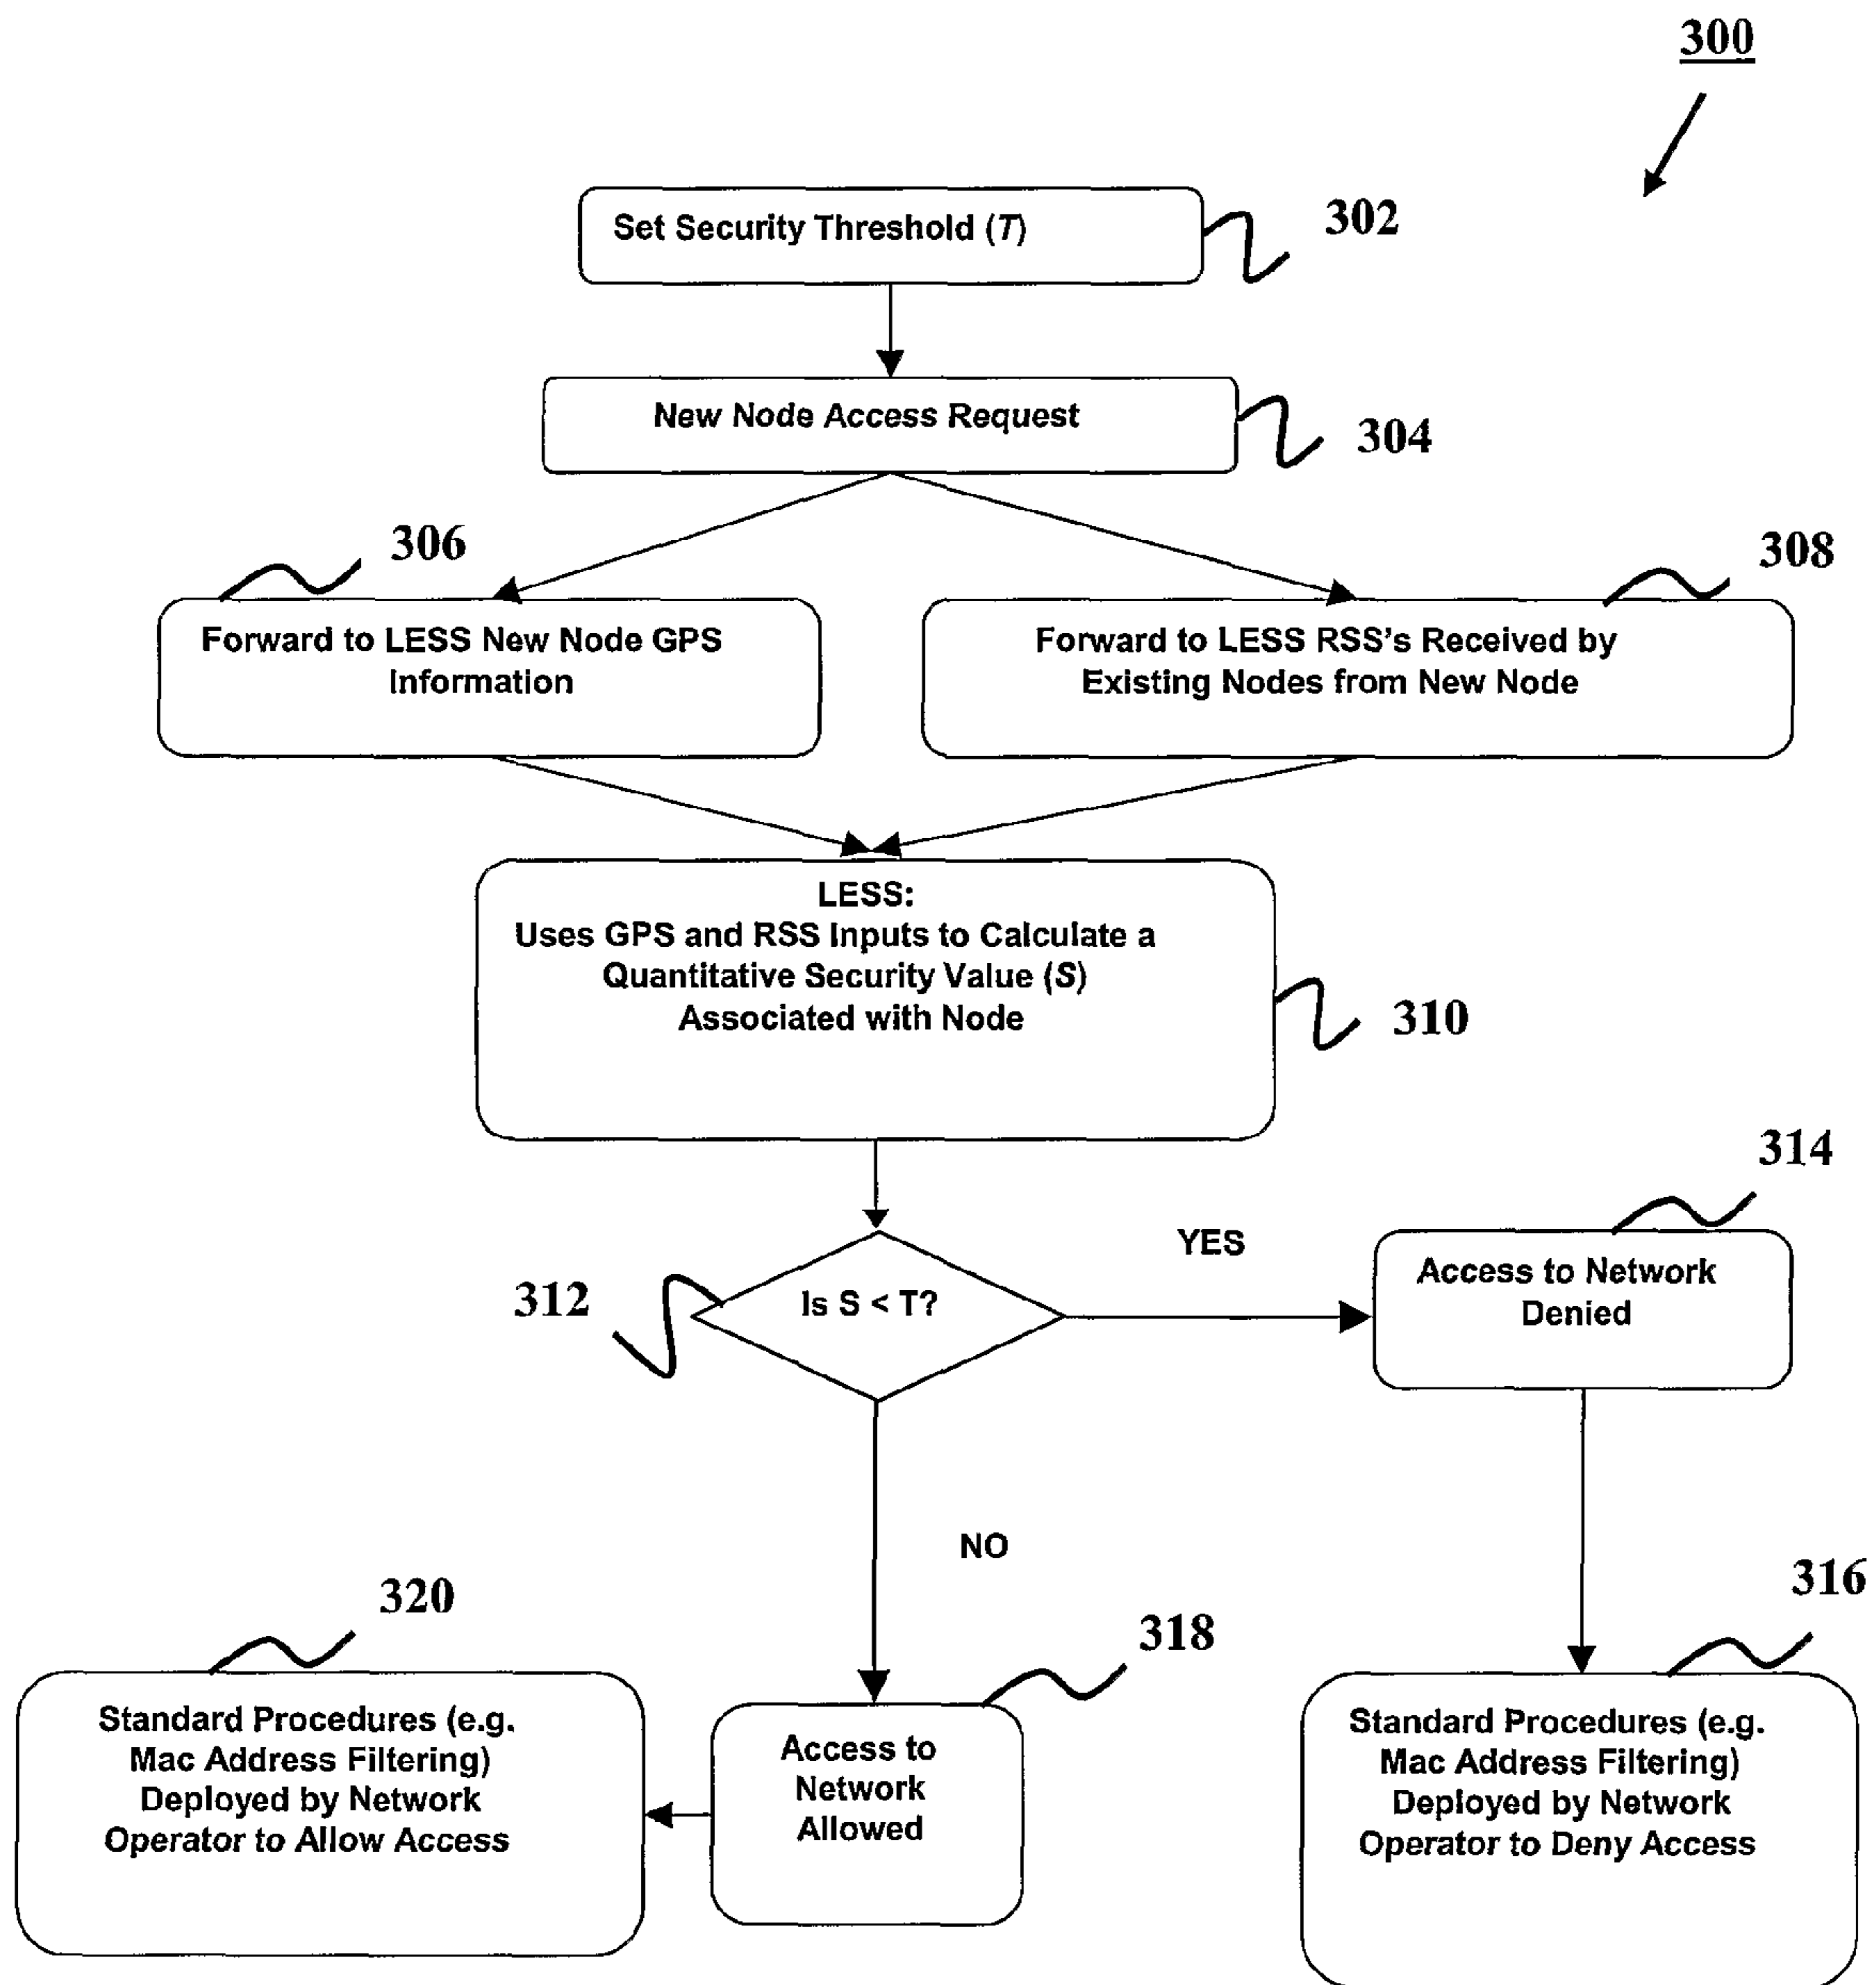 300
Set Security Threshold (T)
302
New Node Access Request
304
306
308
Forward to LESS New Node GPS
Information
Forward to LESS RSS's Received by
Existing Nodes from New Node
LESS:
Uses GPS and RSS Inputs to Calculate a
Quantitative Security Value (S)
Associated with Node
310
314
YES
Access to Network
Denied
312
Is S < T?
NO
320
318
316
Standard Procedures (e.g.
Mac Address Filtering)
Deployed by Network
Operator to Allow Access
Access to
Network
Allowed
Standard Procedures (e.g.
Mac Address Filtering)
Deployed by Network
Operator to Deny Access